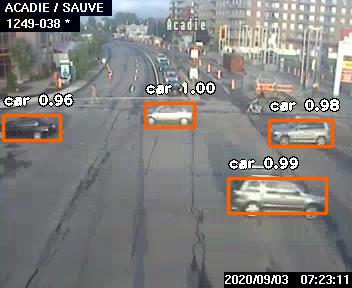 ACADIE / SAUVE
1249-038 *
Acadie
car 0.96
car 1.00
car 0.98
car 0.99
2020/09/03 07:23:11